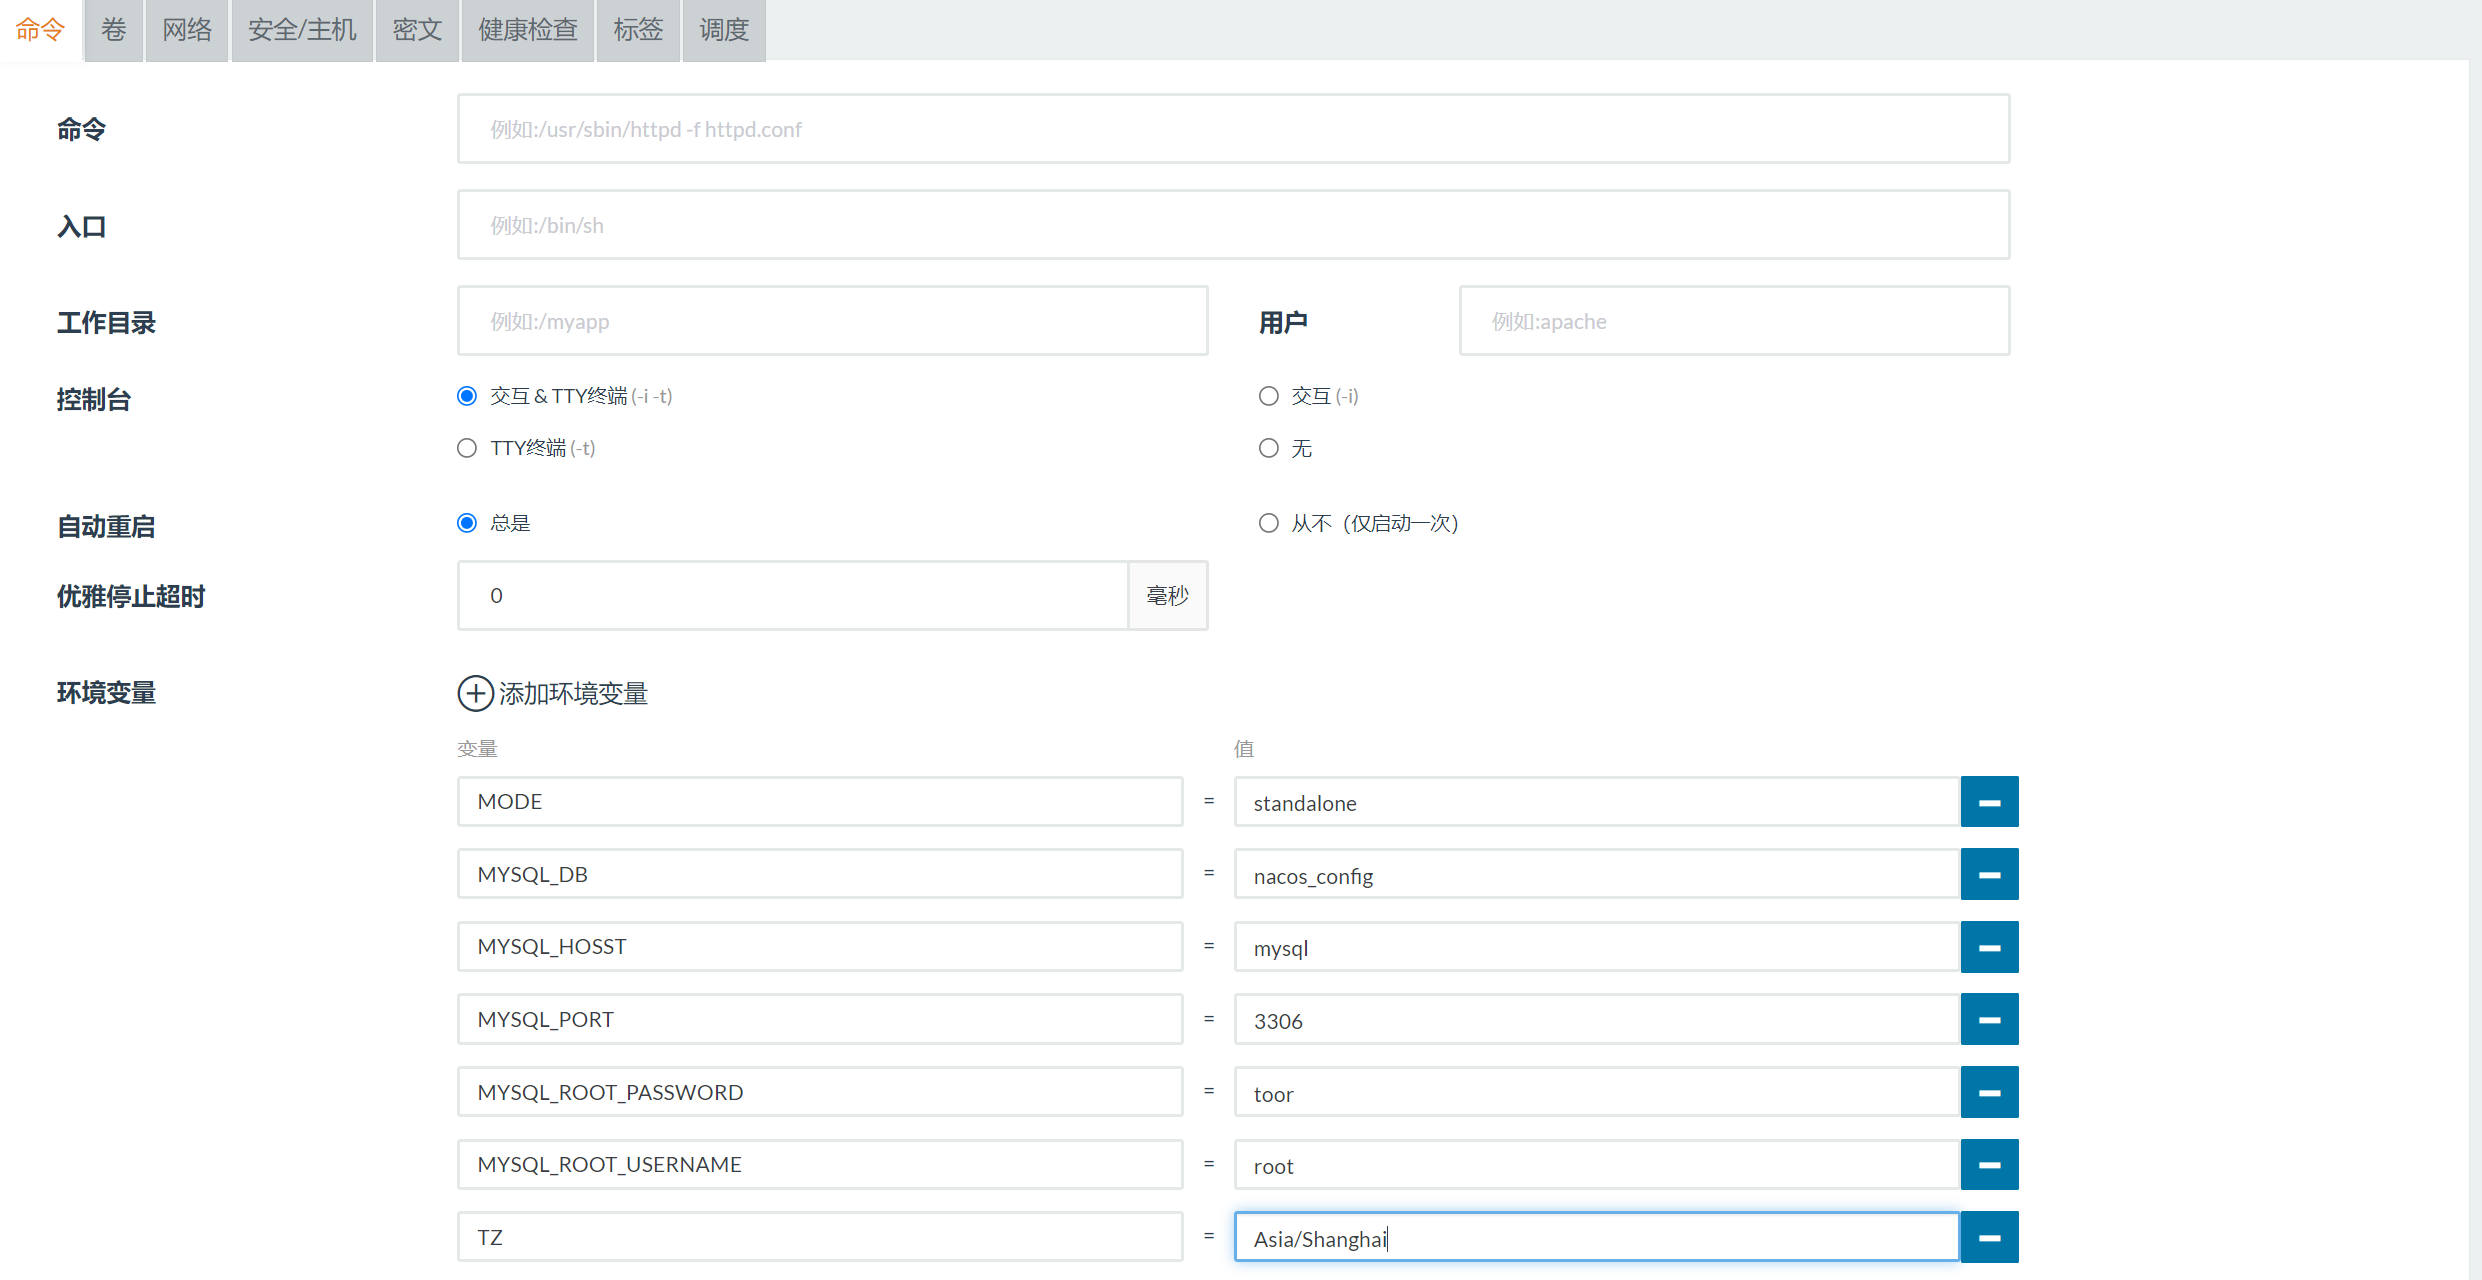 命令 卷 网络 安全/主机 密文 健康检查 标签 调度
命令 例如:/usr/sbin/httpd -f httpd.conf
入口 例如:/bin/sh
工作目录 例如:/myapp 用户 例如:apache
控制台 交互 & TTY终端 (-i -t) 交互 (-i)
TTY终端 (-t) 无
自动重启 总是 从不（仅启动一次）
优雅停止超时 0 毫秒
环境变量 添加环境变量
变量 值
MODE = standalone
MYSQL_DB = nacos_config
MYSQL_HOSST = mysql
MYSQL_PORT = 3306
MYSQL_ROOT_PASSWORD = toor
MYSQL_ROOT_USERNAME = root
TZ = Asia/Shanghai